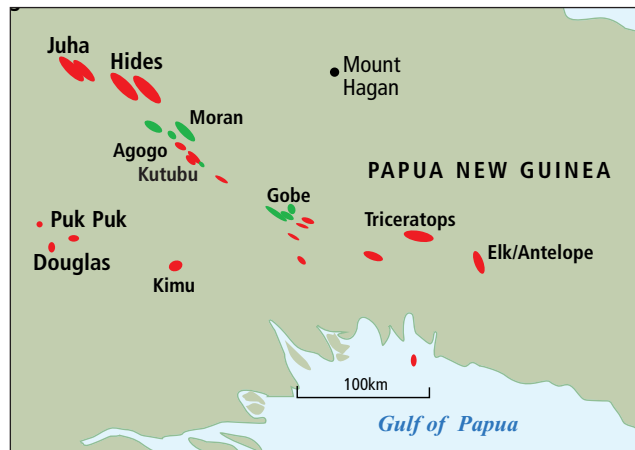 Juha
Hides
Mount
Hagan
Moran
Agogo
Kutubu
PAPUA NEW GUINEA
Gobe
Puk Puk
Triceratops
Douglas
Elk/Antelope
Kimu
100km
Gulf of Papua